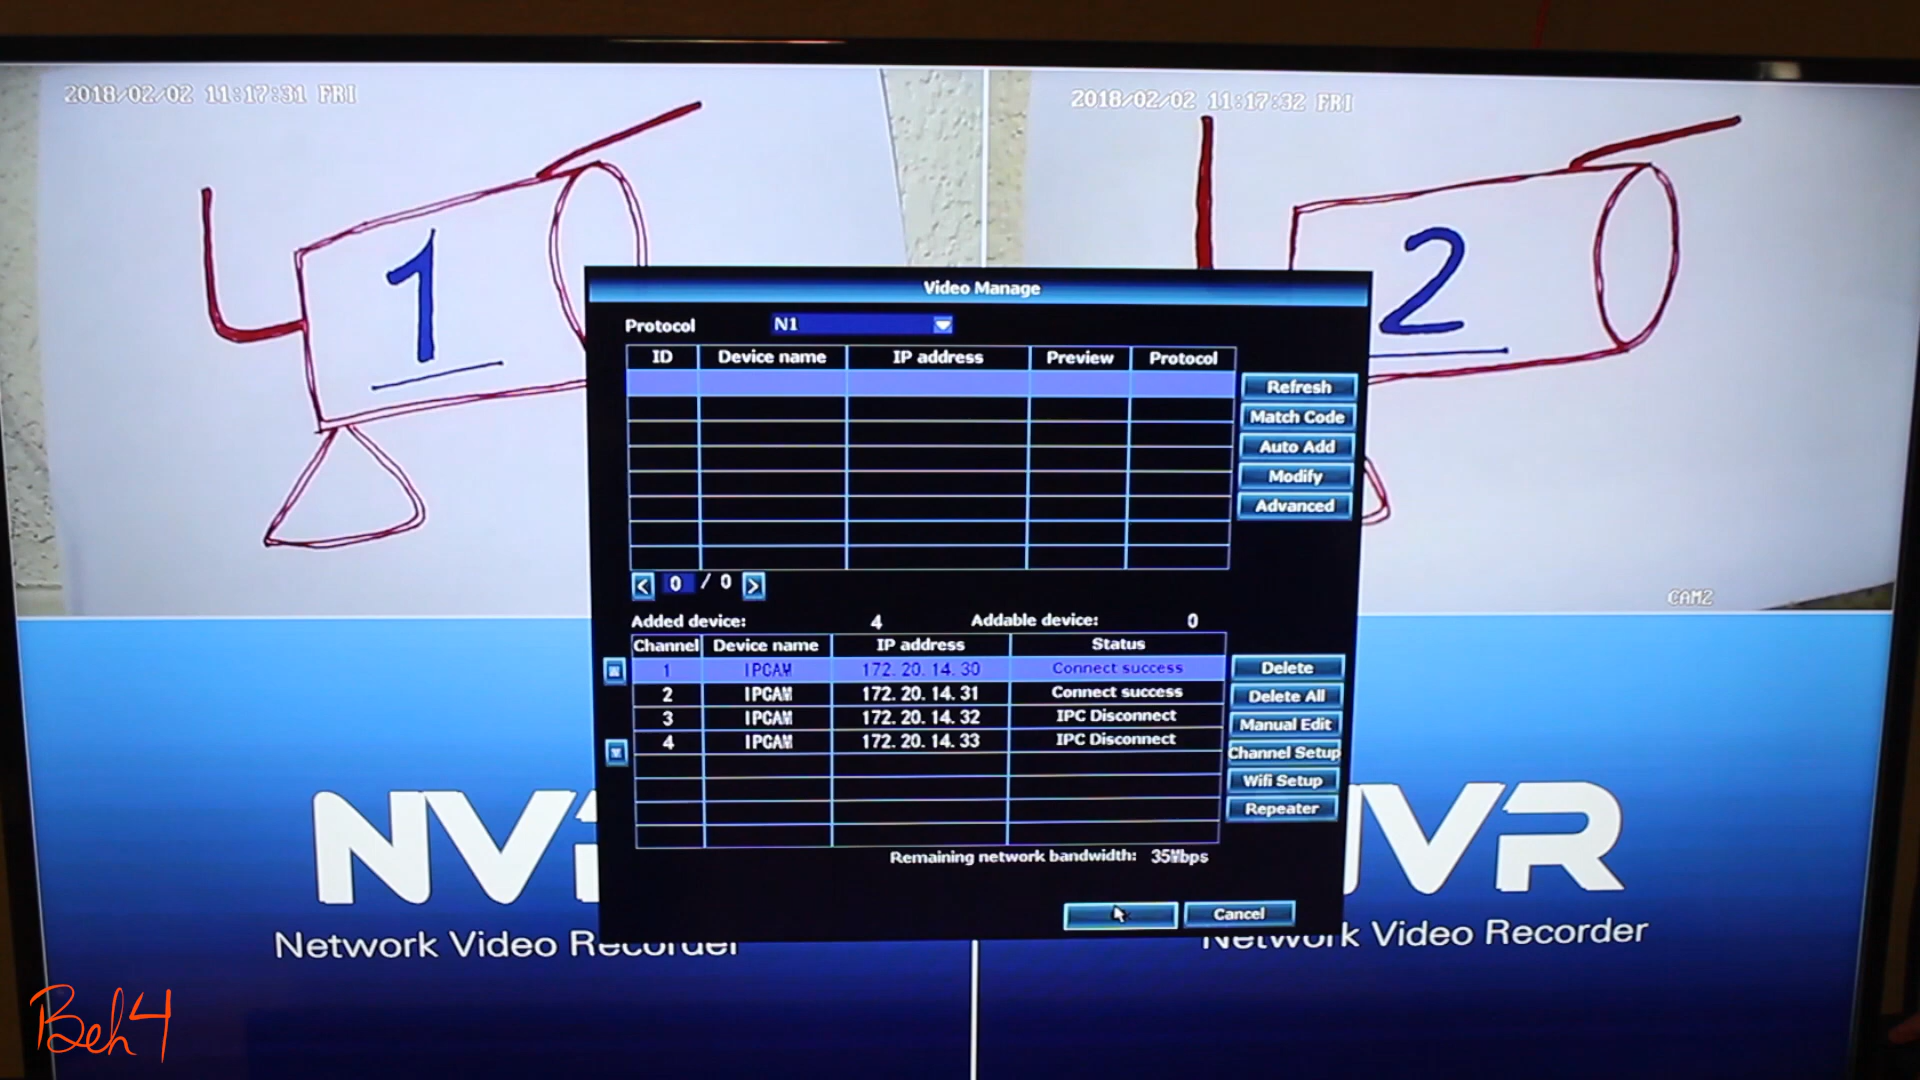 2018/02/02 11:17:31 FRI
2018/02/02 11:17:32 FRI
1
2
Video Manage
Protocol N1
ID Device name IP address Preview Protocol
Refresh
Match Code
Auto Add
Modify
Advanced
< 0 / 0 >
Added device: 4 Addable device: 0
Channel Device name IP address Status
1 IPCAM 172.20.14.30 Connect success
2 IPCAM 172.20.14.31 Connect success
3 IPCAM 172.20.14.32 IPC Disconnect
4 IPCAM 172.20.14.33 IPC Disconnect
Delete
Delete All
Manual Edit
Channel Setup
Wifi Setup
Repeater
Remaining network bandwidth: 35Mbps
Cancel
CAM2
NVR
Network Video Recorder
NVR
Network Video Recorder
Beh4